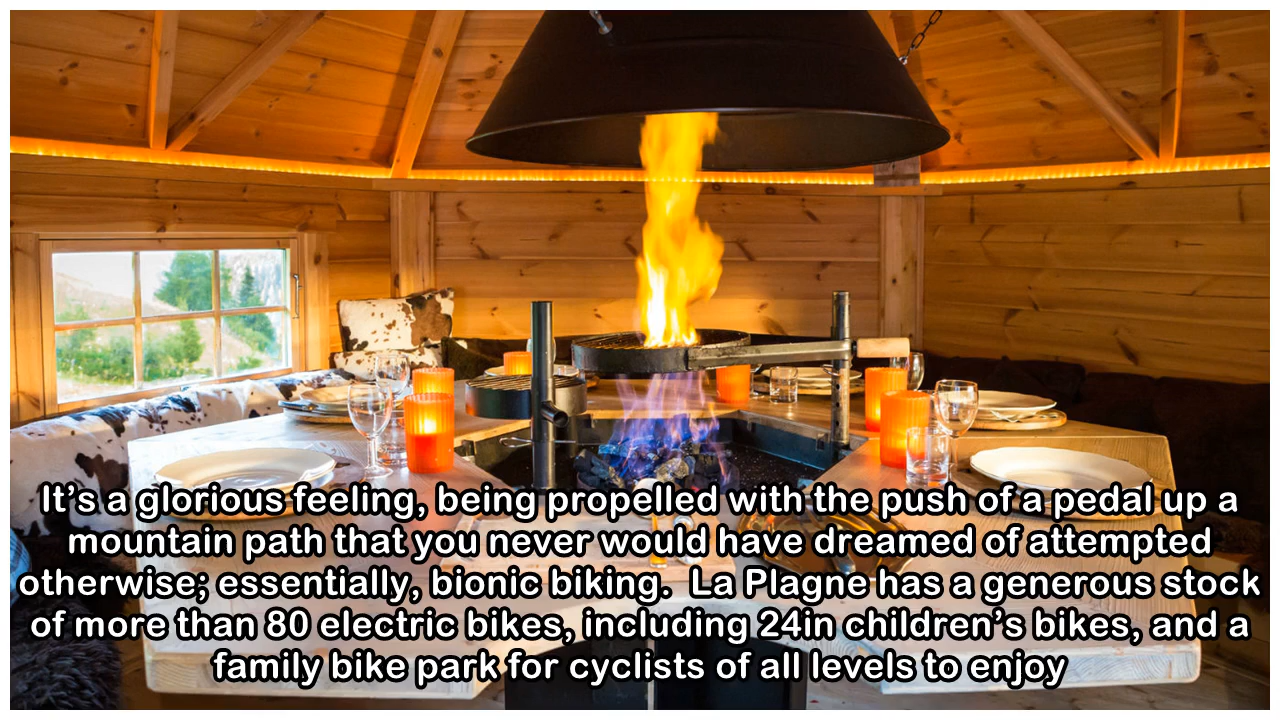 It’s a glorious feeling, being propelled with the push of a pedal up a
mountain path that you never would have dreamed of attempted
otherwise; essentially, bionic biking.  La Plagne has a generous stock
of more than 80 electric bikes, including 24in children’s bikes, and a
family bike park for cyclists of all levels to enjoy